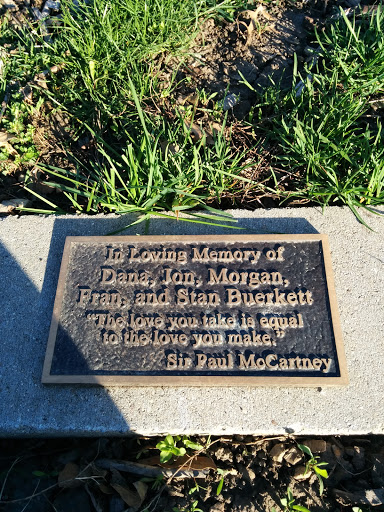 In Loving Memory of
Dana, Jon, Morgan,
Fran, and Stan Buerkett
"The love you take is equal
to the love you make."
Sir Paul McCartney